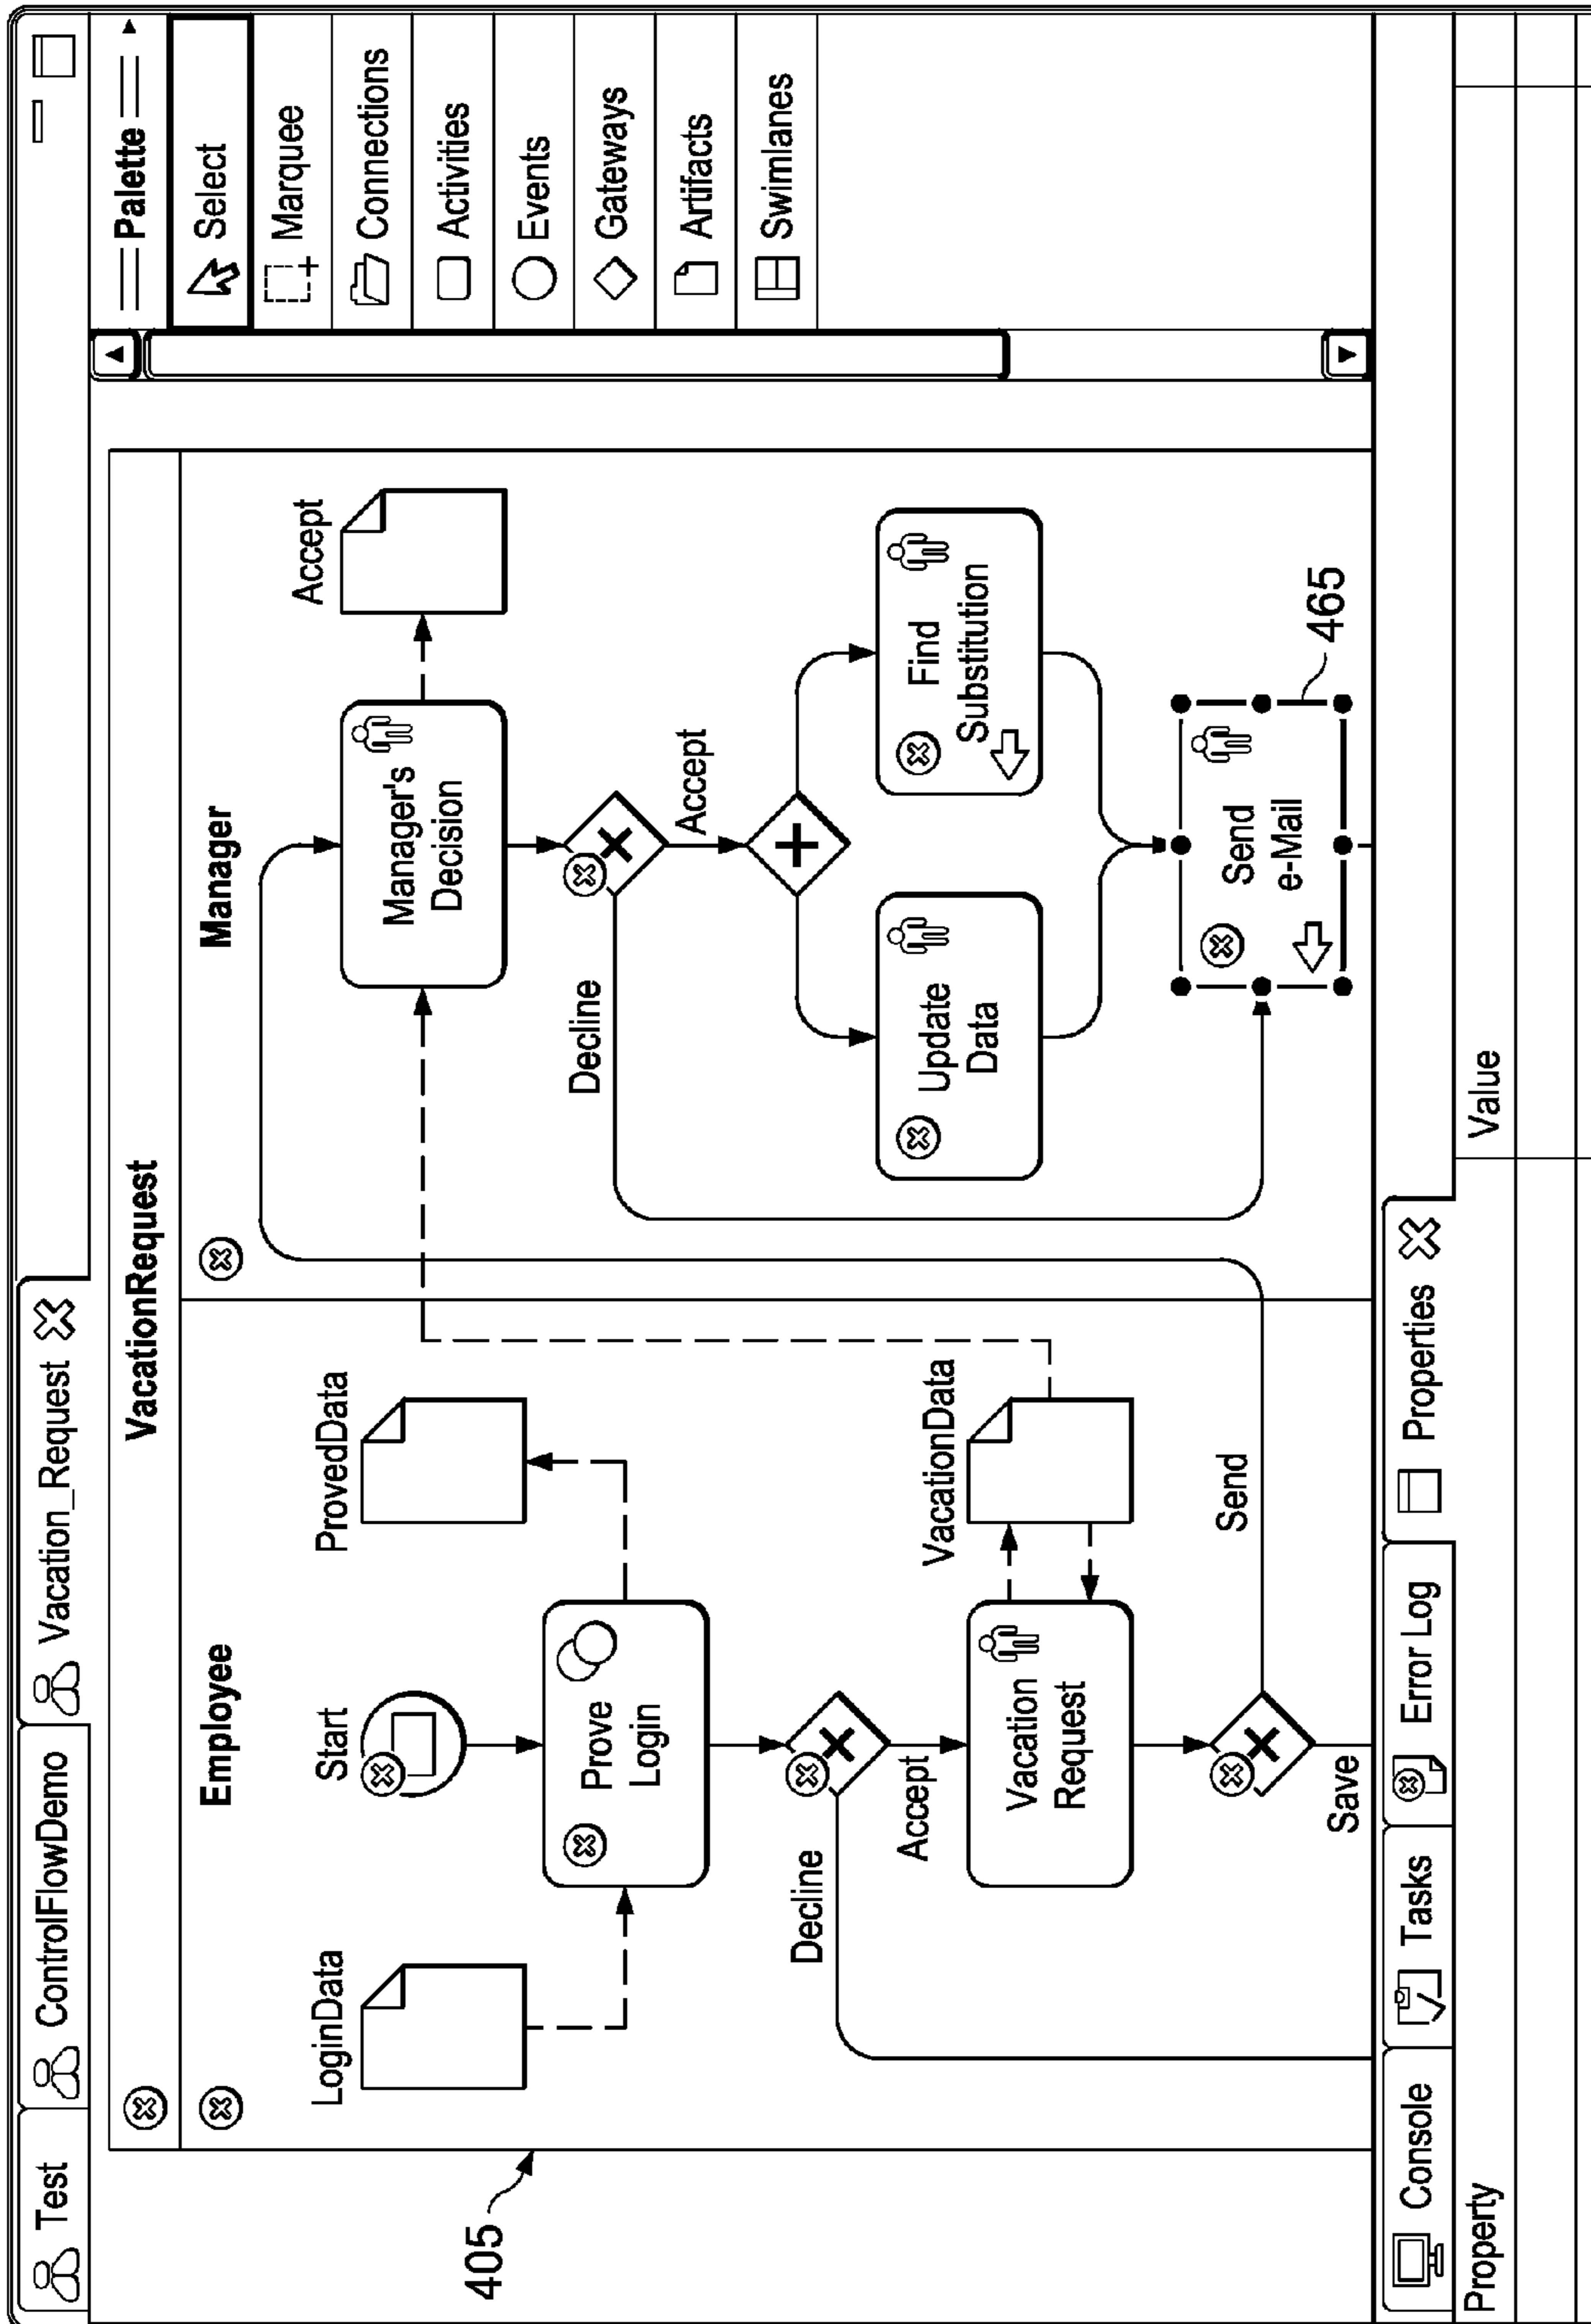 Test
ControlFlowDemo
Vacation_Request
VacationRequest
Palette
Select
Marquee
Connections
Activities
Events
Gateways
Artifacts
Swimlanes
Employee
Manager
LoginData
Start
ProvedData
Accept
Prove
Login
Manager's
Decision
Decline
Accept
Decline
Accept
Vacation
Request
VacationData
Update
Data
Find
Substitution
Send
Save
Send
e-Mail
405
465
Console
Tasks
Error Log
Properties
Property
Value